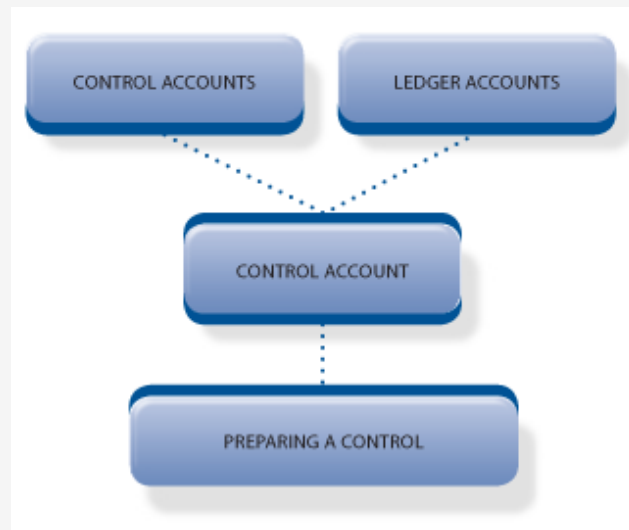 CONTROL ACCOUNTS
LEDGER ACCOUNTS
CONTROL ACCOUNT
PREPARING A CONTROL